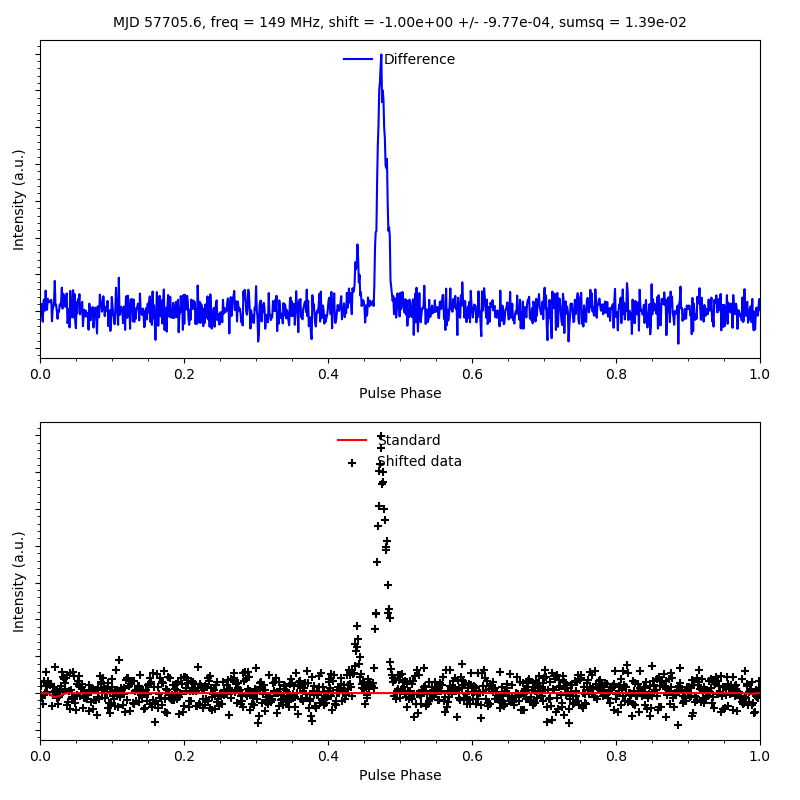 MJD 57705.6, freq = 149 MHz, shift = -1.00e+00 +/- -9.77e-04, sumsq = 1.39e-02
Difference
Intensity (a.u.)
0.0 0.2 0.4 0.6 0.8 1.0
Pulse Phase
Standard
Shifted data
Intensity (a.u.)
0.0 0.2 0.4 0.6 0.8 1.0
Pulse Phase